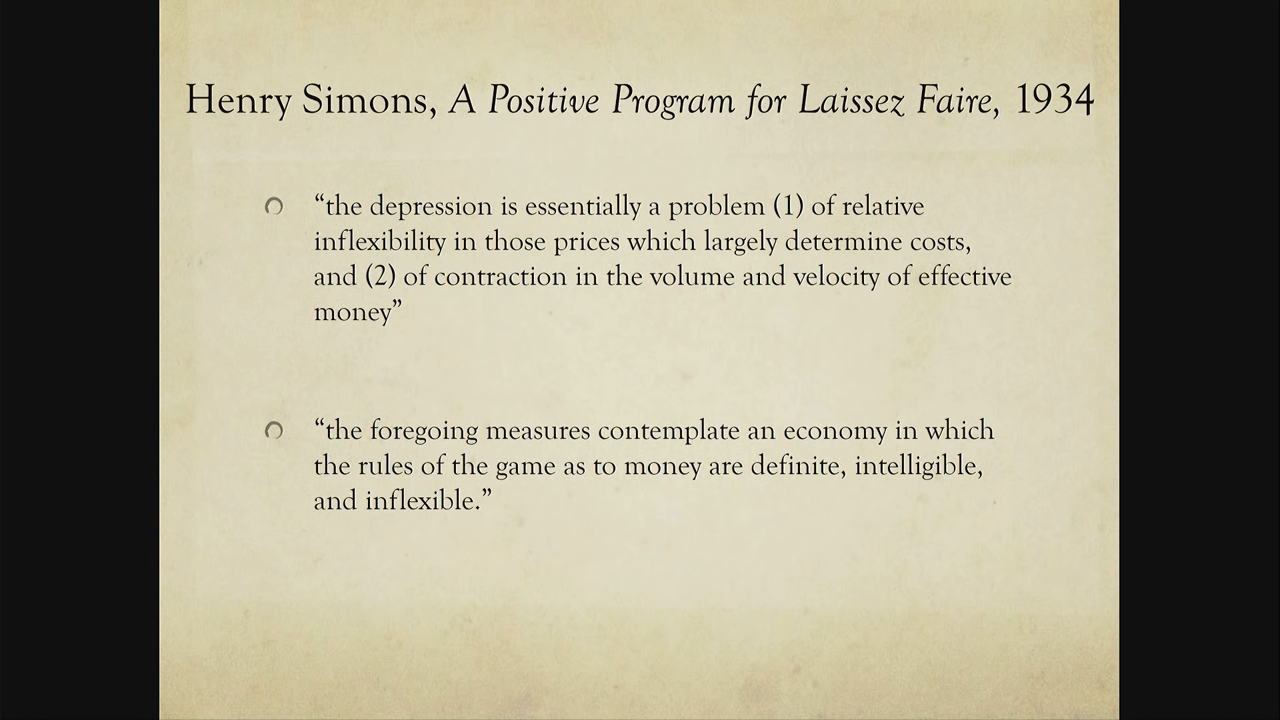 Henry Simons, A Positive Program for Laissez Faire, 1934
“the depression is essentially a problem (1) of relative
inflexibility in those prices which largely determine costs,
and (2) of contraction in the volume and velocity of effective
money”
“the foregoing measures contemplate an economy in which
the rules of the game as to money are definite, intelligible,
and inflexible.”